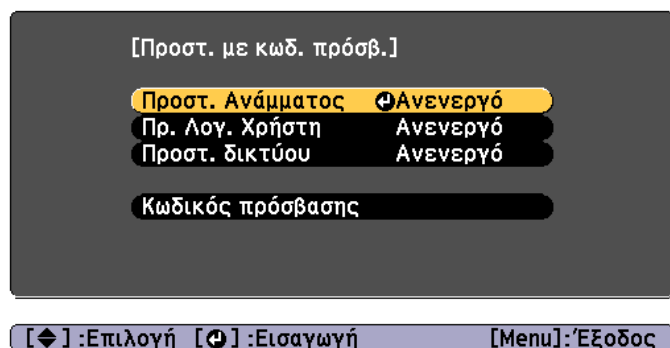 [Προστ. με κωδ. πρόσβ.]
Προστ. Ανάμματος Ανενεργό
Πρ. Λογ. Χρήστη Ανενεργό
Προστ. δικτύου Ανενεργό
Κωδικός πρόσβασης
[◆] :Επιλογή [↵] :Εισαγωγή [Menu]:Έξοδος